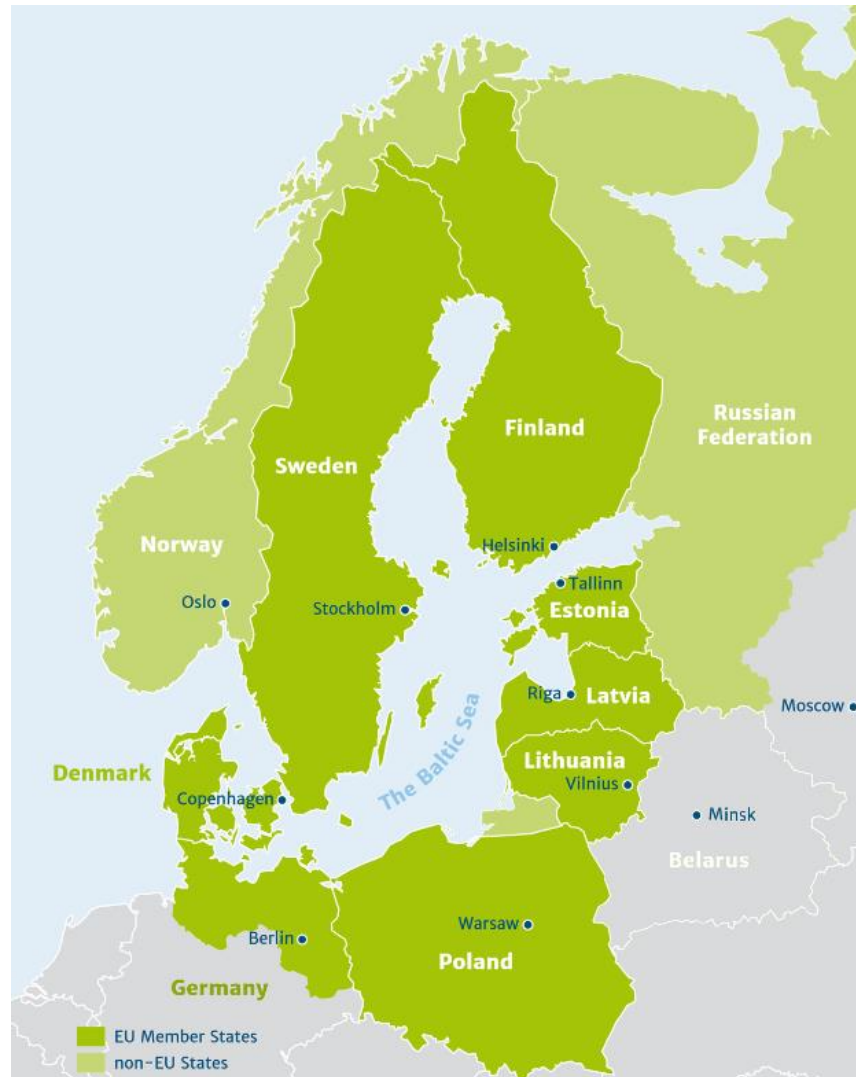 Finland
Russian
Federation
Sweden
Norway
Helsinki
Tallinn
Oslo
Stockholm
Estonia
Riga
Latvia
Moscow
The Baltic Sea
Lithuania
Denmark
Vilnius
Copenhagen
Minsk
Belarus
Warsaw
Berlin
Poland
Germany
EU Member States
non-EU States